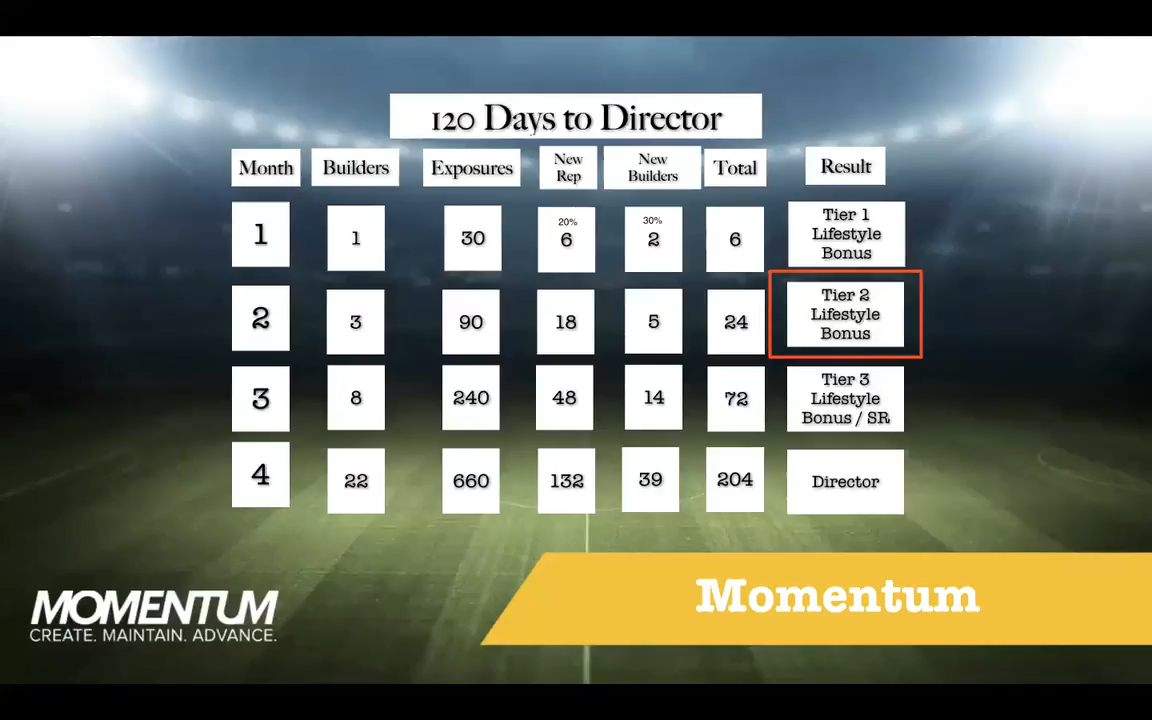 120 Days to Director
Month Builders Exposures New Rep New Builders Total Result
1 1 30 20% 6 30% 2 6 Tier 1 Lifestyle Bonus
2 3 90 18 5 24 Tier 2 Lifestyle Bonus
3 8 240 48 14 72 Tier 3 Lifestyle Bonus / SR
4 22 660 132 39 204 Director
Momentum
MOMENTUM
CREATE. MAINTAIN. ADVANCE.